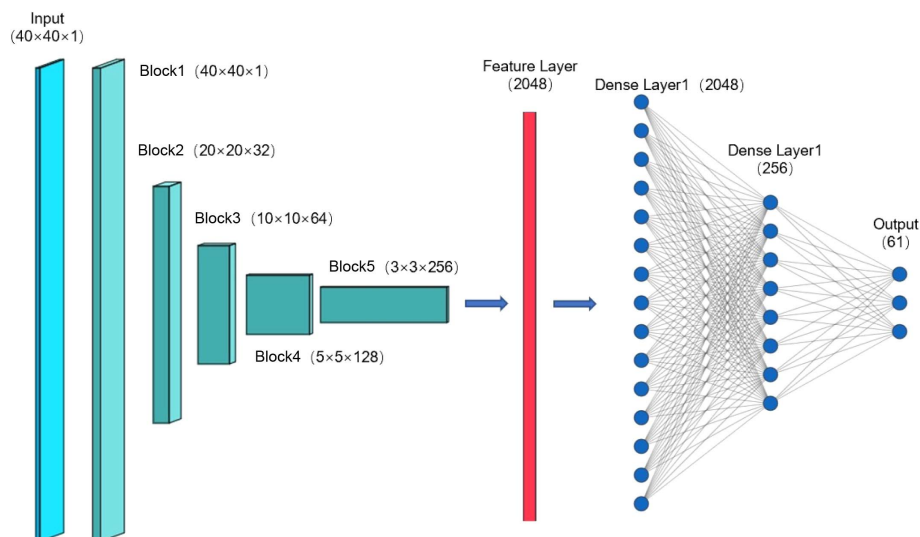 Input
(40×40×1)
Block1 (40×40×1)
Block2 (20×20×32)
Block3 (10×10×64)
Block4 (5×5×128)
Block5 (3×3×256)
Feature Layer
(2048)
Dense Layer1 (2048)
Dense Layer1
(256)
Output
(61)